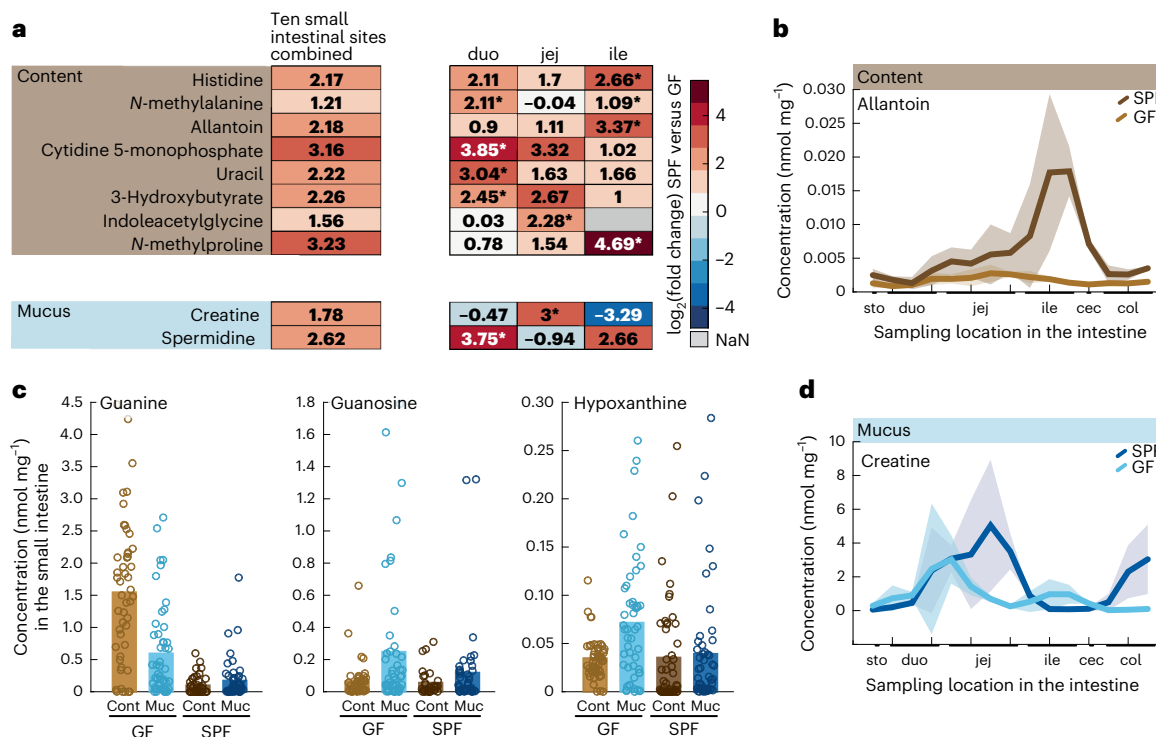 a
Ten small
intestinal sites
combined
duo jej ile
Content
Histidine 2.17 2.11 1.7 2.66*
N-methylalanine 1.21 2.11* −0.04 1.09*
Allantoin 2.18 0.9 1.11 3.37*
Cytidine 5-monophosphate 3.16 3.85* 3.32 1.02
Uracil 2.22 3.04* 1.63 1.66
3-Hydroxybutyrate 2.26 2.45* 2.67 1
Indoleacetylglycine 1.56 0.03 2.28*
N-methylproline 3.23 0.78 1.54 4.69*
Mucus
Creatine 1.78 −0.47 3* −3.29
Spermidine 2.62 3.75* −0.94 2.66
4
2
0
−2
−4
NaN
log2(fold change) SPF versus GF
b
Content
Allantoin
SPF
GF
0.030
0.025
0.020
0.015
0.010
0.005
0
Concentration (nmol mg−1)
sto duo jej ile cec col
Sampling location in the intestine
c
Concentration (nmol mg−1)
in the small intestine
Guanine
4.5
4.0
3.5
3.0
2.5
2.0
1.5
1.0
0.5
0
Cont Muc Cont Muc
GF SPF
Guanosine
1.8
1.6
1.4
1.2
1.0
0.8
0.6
0.4
0.2
0
Cont Muc Cont Muc
GF SPF
Hypoxanthine
0.30
0.25
0.20
0.15
0.10
0.05
0
Cont Muc Cont Muc
GF SPF
d
Mucus
Creatine
SPF
GF
10
8
6
4
2
0
Concentration (nmol mg−1)
sto duo jej ile cec col
Sampling location in the intestine